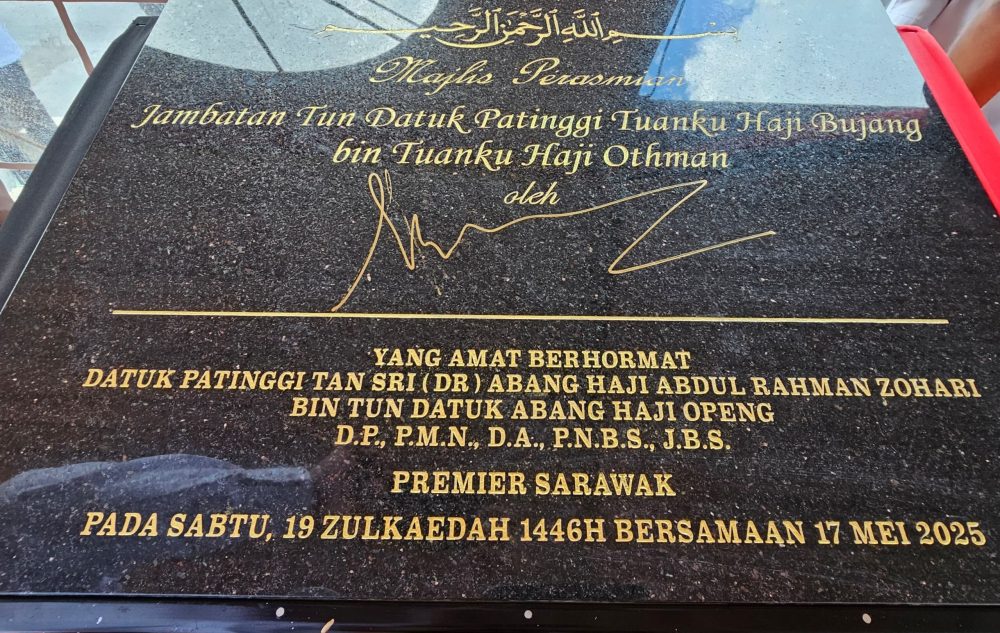 بسم الله الرحمن الرحيم
Majlis Perasmian
Jambatan Tun Datuk Patinggi Tuanku Haji Bujang
bin Tuanku Haji Othman
oleh
YANG AMAT BERHORMAT
DATUK PATINGGI TAN SRI (DR) ABANG HAJI ABDUL RAHMAN ZOHARI
BIN TUN DATUK ABANG HAJI OPENG
D.P., P.M.N., D.A., P.N.B.S., J.B.S.
PREMIER SARAWAK
PADA SABTU, 19 ZULKAEDAH 1446H BERSAMAAN 17 MEI 2025